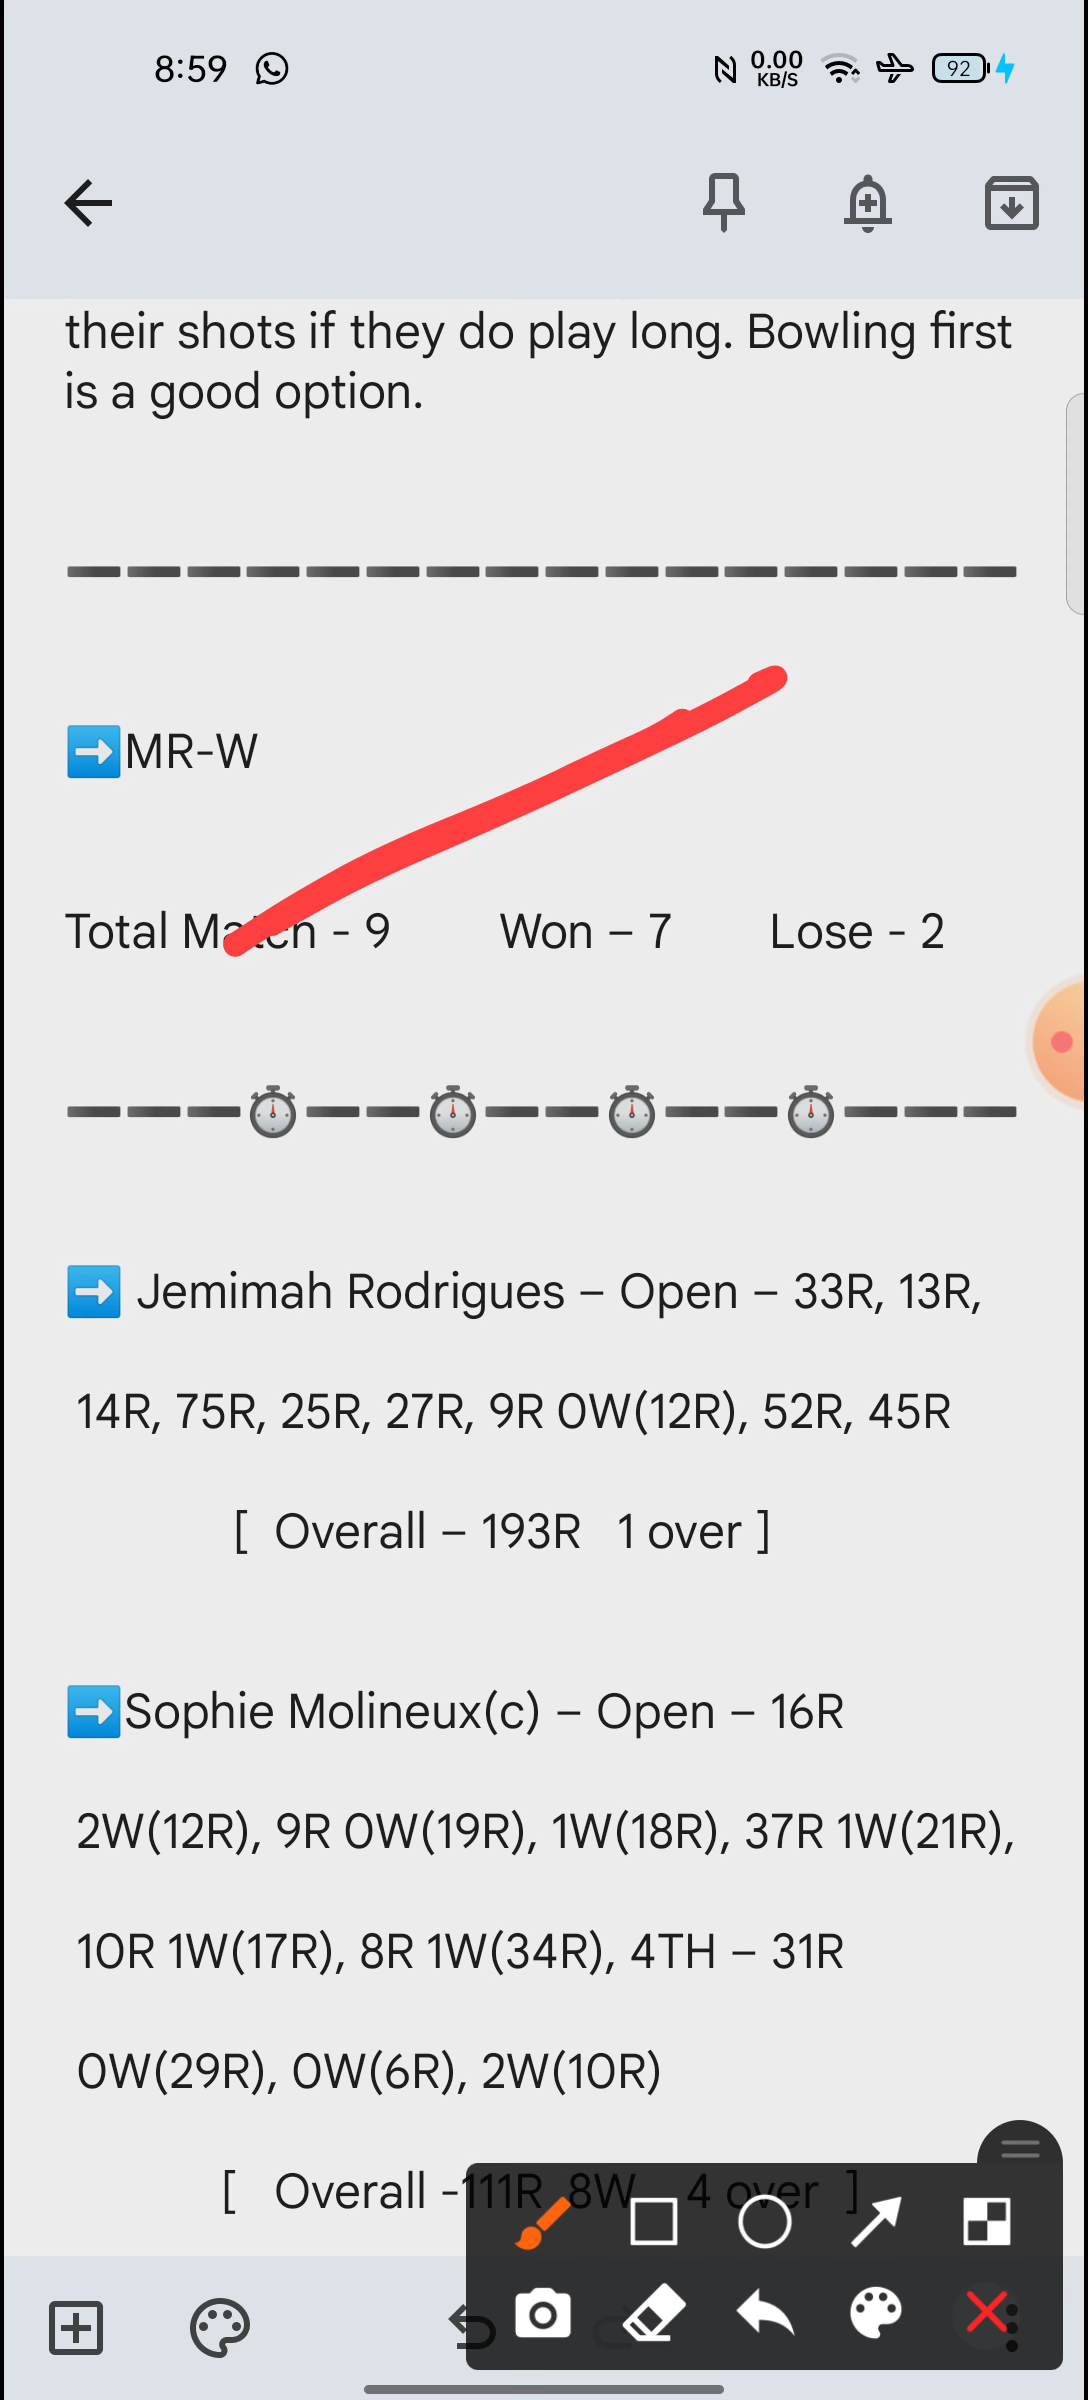 8:59
0.00
KB/S
92
their shots if they do play long. Bowling first
is a good option.
MR-W
Total Match - 9 Won – 7 Lose - 2
Jemimah Rodrigues – Open – 33R, 13R,
14R, 75R, 25R, 27R, 9R 0W(12R), 52R, 45R
[ Overall – 193R 1 over ]
Sophie Molineux(c) – Open – 16R
2W(12R), 9R 0W(19R), 1W(18R), 37R 1W(21R),
10R 1W(17R), 8R 1W(34R), 4TH – 31R
0W(29R), 0W(6R), 2W(10R)
[ Overall -111R 8W 4 over ]